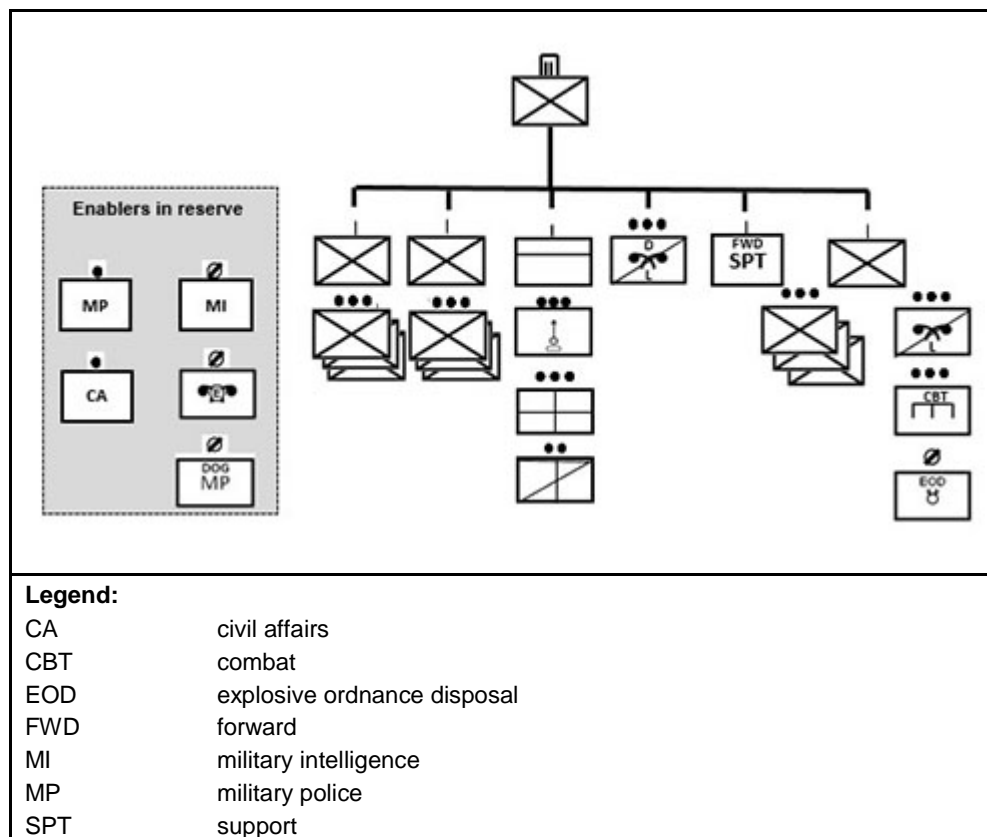 Enablers in reserve
MP
MI
CA
E
DOG
MP
D
L
FWD
SPT
L
CBT
EOD
Legend:
CA civil affairs
CBT combat
EOD explosive ordnance disposal
FWD forward
MI military intelligence
MP military police
SPT support